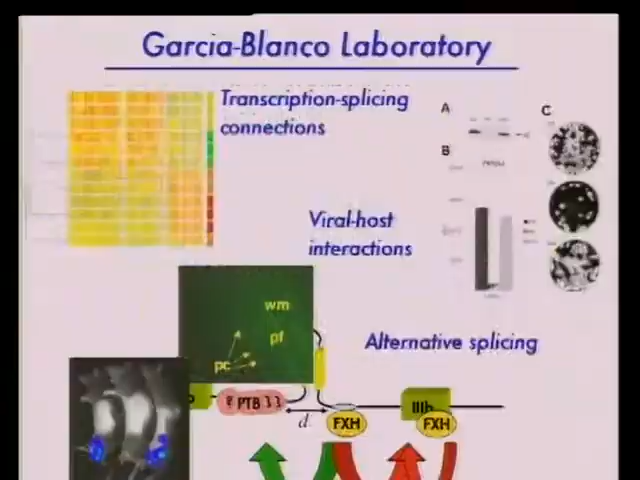 Garcia-Blanco Laboratory
Transcription-splicing
connections
A
C
B
Viral-host
interactions
wm
pf
pc
Alternative splicing
PTB
IIIb
d
FXH
FXH